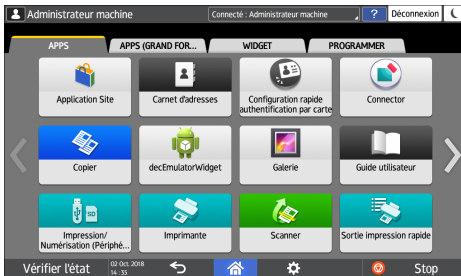 Administrateur machine
Connecté : Administrateur machine
?
Déconnexion
APPS
APPS (GRAND FOR...
WIDGET
PROGRAMMER
Application Site
Carnet d'adresses
Configuration rapide
authentification par carte
Connector
Copier
decEmulatorWidget
Galerie
Guide utilisateur
SD
Impression/
Numérisation (Périphé...
Imprimante
Scanner
Sortie impression rapide
Vérifier l'état
02 Oct. 2018
14 : 35
Stop